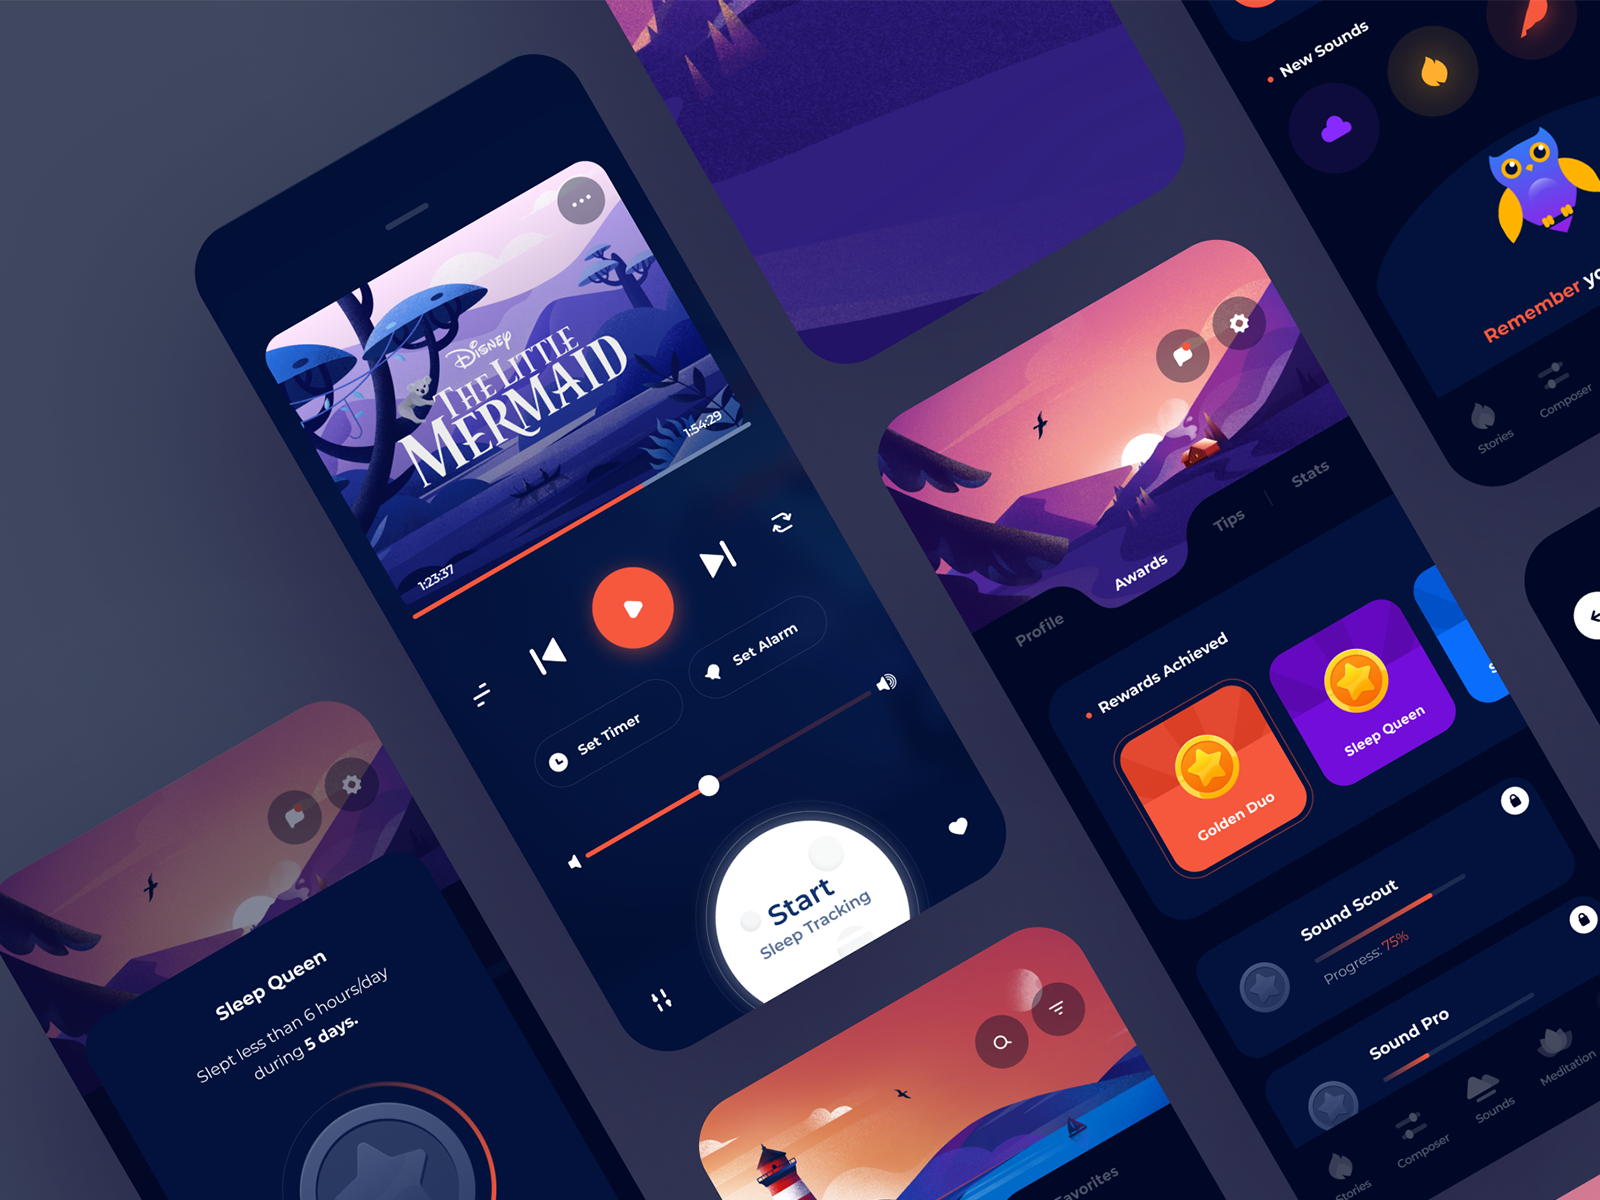 DISNEY
THE LITTLE
MERMAID
1:23:37
1:54:29
Set Timer
Set Alarm
Start
Sleep Tracking
Sleep Queen
Slept less than 6 hours/day
during 5 days.
Profile
Awards
Tips
Stats
Rewards Achieved
Golden Duo
Sleep Queen
Sound Scout
Progress: 75%
Sound Pro
Stories
Composer
Sounds
Meditation
New Sounds
Remember
Stories
Composer
Favorites